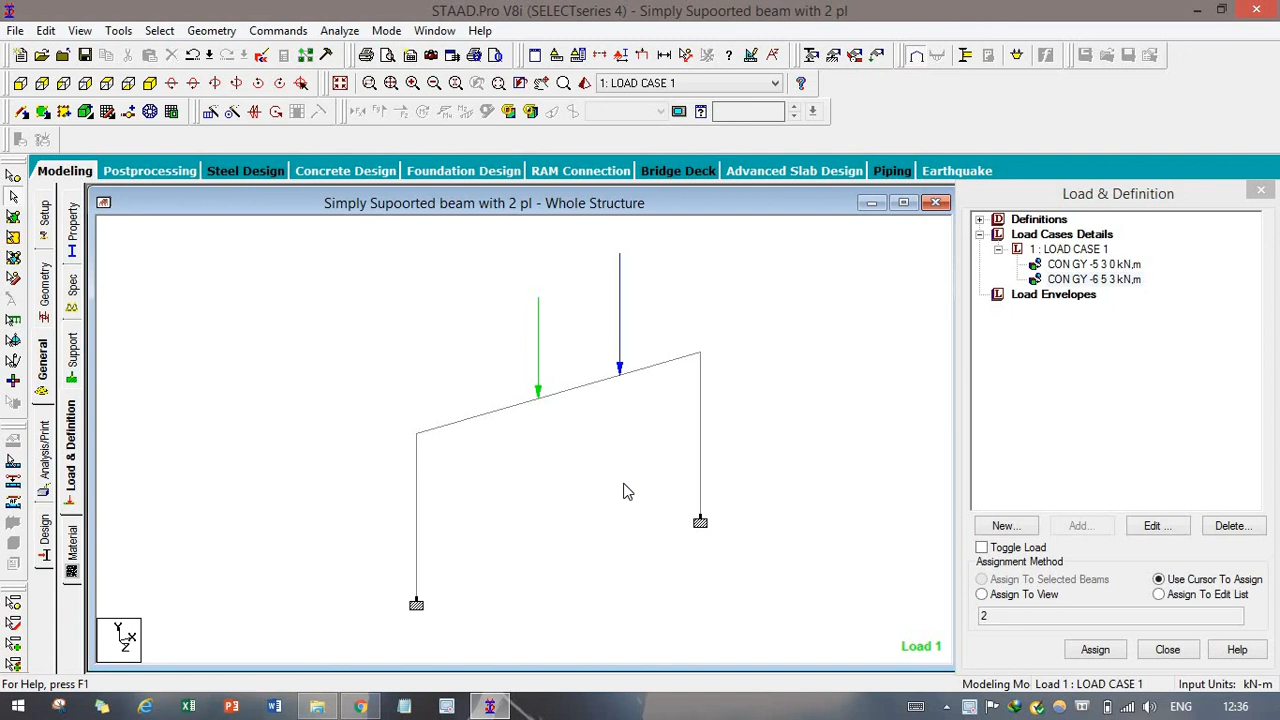 STAAD.Pro V8i (SELECTseries 4) - Simply Supoorted beam with 2 pl
File Edit View Tools Select Geometry Commands Analyze Mode Window Help
1: LOAD CASE 1
Modeling Postprocessing Steel Design Concrete Design Foundation Design RAM Connection Bridge Deck Advanced Slab Design Piping Earthquake
Setup
Geometry
General
Analysis/Print
Design
Property
Spec
Support
Load & Definition
Material
Simply Supoorted beam with 2 pl - Whole Structure
Y
X
Z
Load 1
Load & Definition
Definitions
Load Cases Details
1 : LOAD CASE 1
CON GY -5 3 0 kN,m
CON GY -6 5 3 kN,m
Load Envelopes
New... Add... Edit ... Delete...
Toggle Load
Assignment Method
Assign To Selected Beams Use Cursor To Assign
Assign To View Assign To Edit List
2
Assign Close Help
For Help, press F1 Modeling Mo Load 1 : LOAD CASE 1 Input Units: kN-m
ENG 12:36